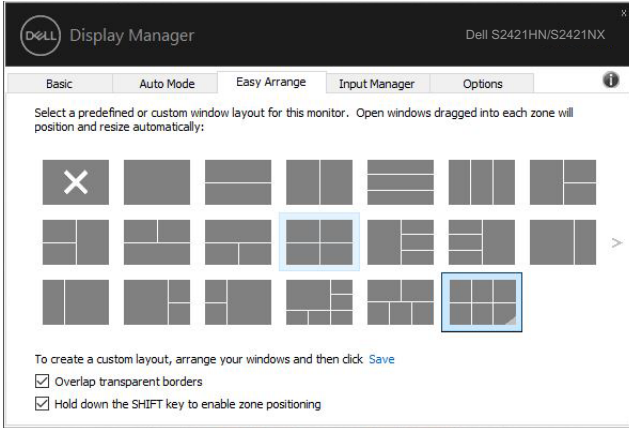 x
DELL Display Manager Dell S2421HN/S2421NX
Basic Auto Mode Easy Arrange Input Manager Options
Select a predefined or custom window layout for this monitor. Open windows dragged into each zone will
position and resize automatically:
To create a custom layout, arrange your windows and then click Save
Overlap transparent borders
Hold down the SHIFT key to enable zone positioning